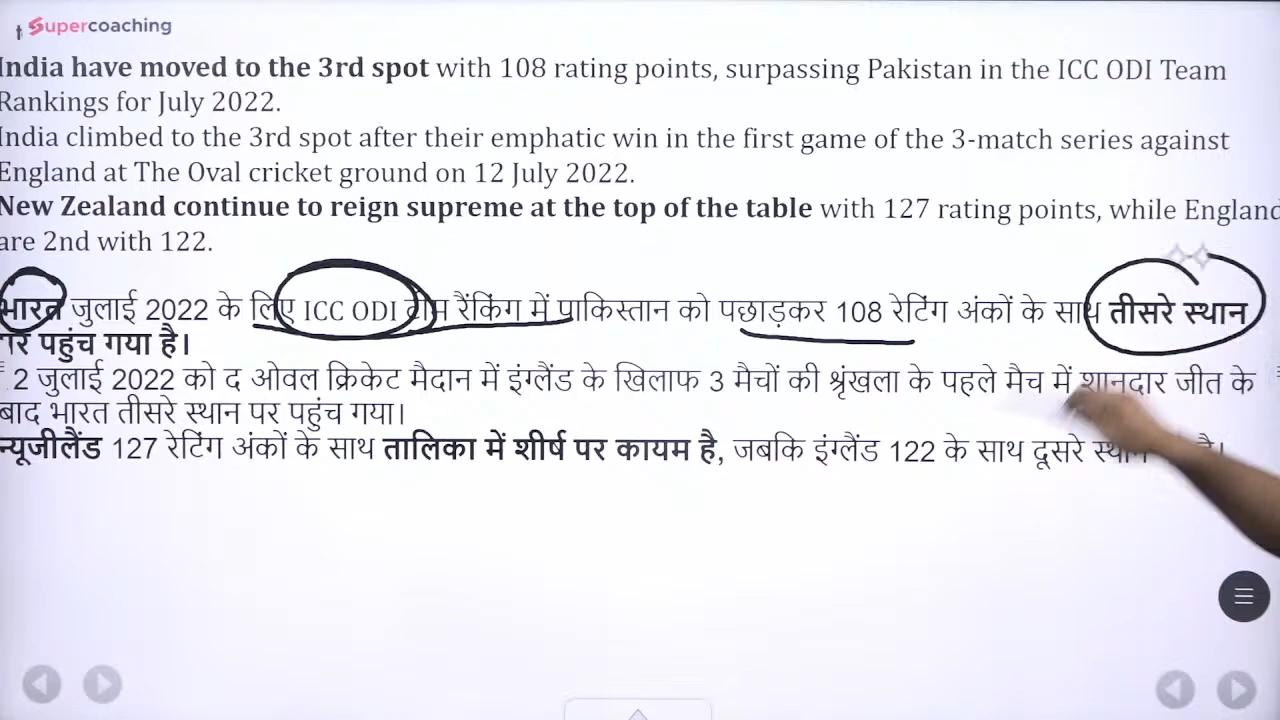 Supercoaching
India have moved to the 3rd spot with 108 rating points, surpassing Pakistan in the ICC ODI Team
Rankings for July 2022.
India climbed to the 3rd spot after their emphatic win in the first game of the 3-match series against
England at The Oval cricket ground on 12 July 2022.
New Zealand continue to reign supreme at the top of the table with 127 rating points, while England
are 2nd with 122.
भारत जुलाई 2022 के लिए ICC ODI टीम रैंकिंग में पाकिस्तान को पछाड़कर 108 रेटिंग अंकों के साथ तीसरे स्थान
पर पहुंच गया है।
2 जुलाई 2022 को द ओवल क्रिकेट मैदान में इंग्लैंड के खिलाफ 3 मैचों की श्रृंखला के पहले मैच में शानदार जीत के
बाद भारत तीसरे स्थान पर पहुंच गया।
न्यूजीलैंड 127 रेटिंग अंकों के साथ तालिका में शीर्ष पर कायम है, जबकि इंग्लैंड 122 के साथ दूसरे है।